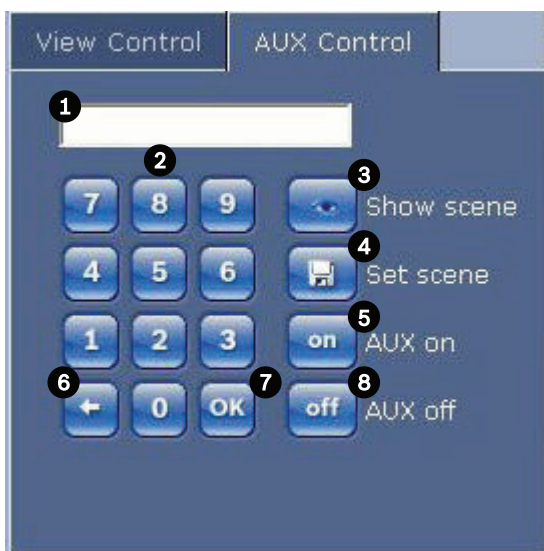 View Control AUX Control
1
2
3
7 8 9 Show scene
4
4 5 6 Set scene
5
1 2 3 on AUX on
6 7 8
0 OK off AUX off